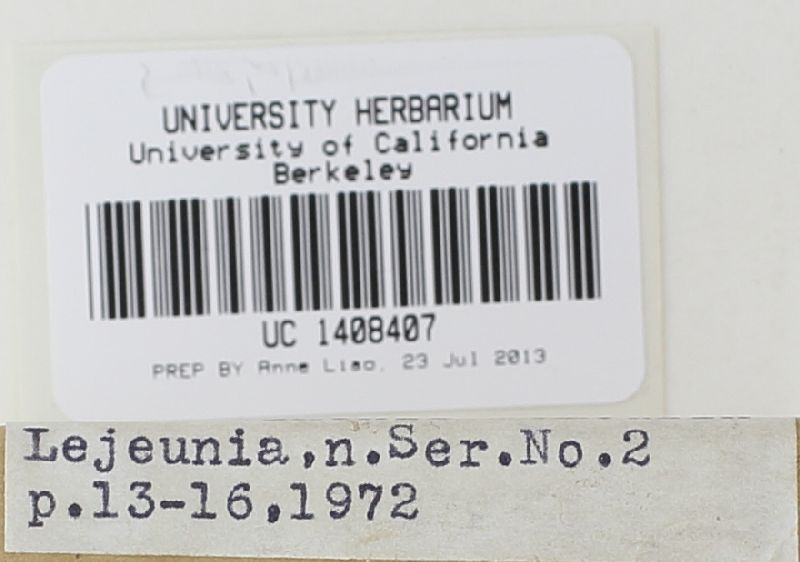 UNIVERSITY HERBARIUM
University of California
Berkeley
UC 1408407
PREP BY Anne Liao, 23 Jul 2013
Lejeunia,n.Ser.No.2
p.13-16,1972